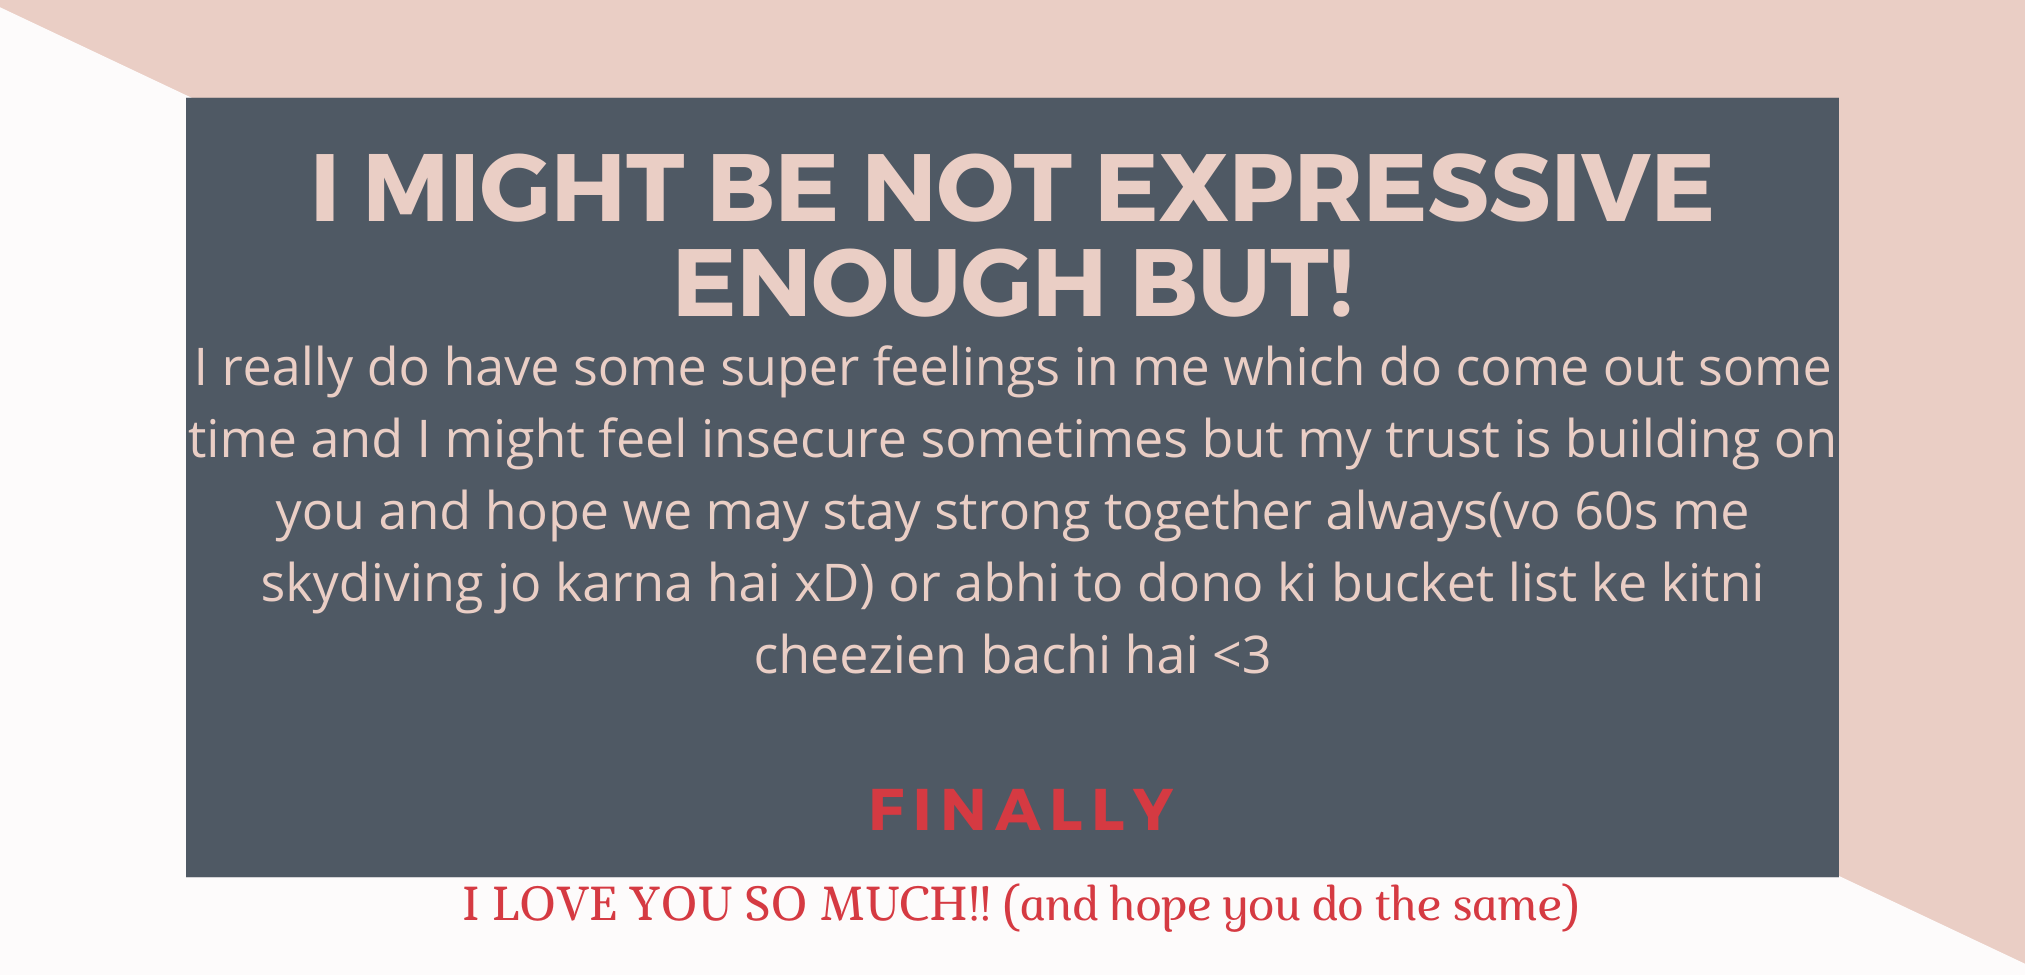 I MIGHT BE NOT EXPRESSIVE
ENOUGH BUT!
I really do have some super feelings in me which do come out some
time and I might feel insecure sometimes but my trust is building on
you and hope we may stay strong together always(vo 60s me
skydiving jo karna hai xD) or abhi to dono ki bucket list ke kitni
cheezien bachi hai <3
FINALLY
I LOVE YOU SO MUCH!! (and hope you do the same)